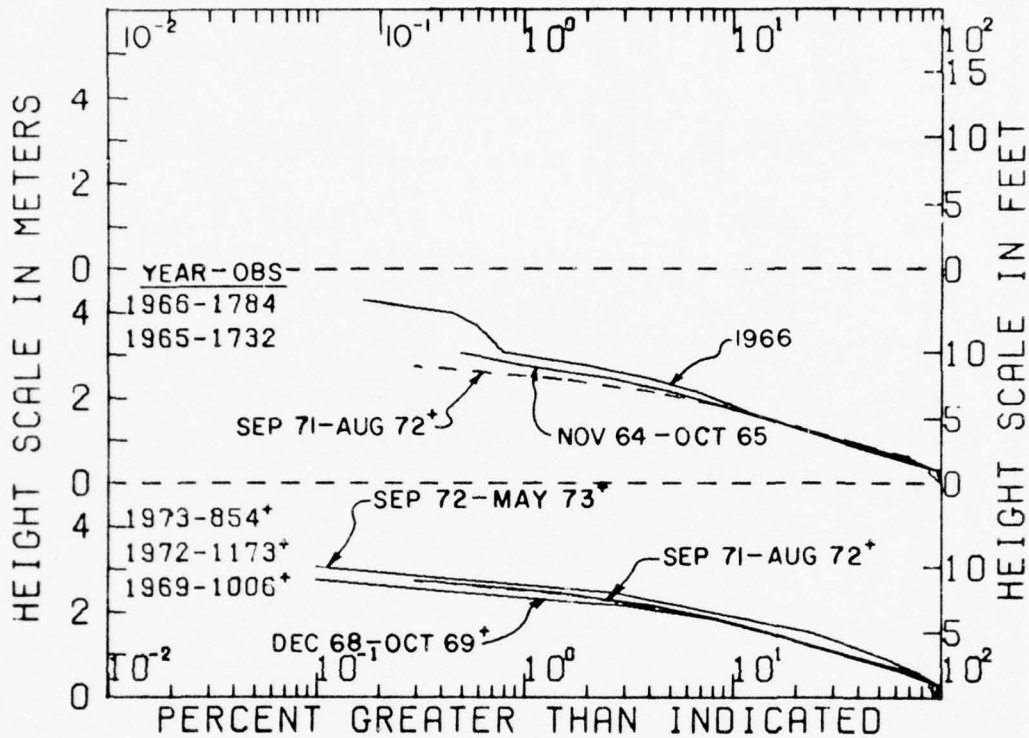 10⁻² 10⁻¹ 10⁰ 10¹ 10²
HEIGHT SCALE IN METERS
HEIGHT SCALE IN FEET
4 15
10
2
5
0 0
YEAR-OBS
4
1966-1784
1965-1732
10
1966
2
5
SEP 71-AUG 72⁺
NOV 64-OCT 65
0 0
SEP 72-MAY 73⁺
4
1973-854⁺
1972-1173⁺
1969-1006⁺
SEP 71-AUG 72⁺
10
2
5
DEC 68-OCT 69⁺
10⁻² 10⁻¹ 10⁰ 10¹ 10²
0
PERCENT GREATER THAN INDICATED